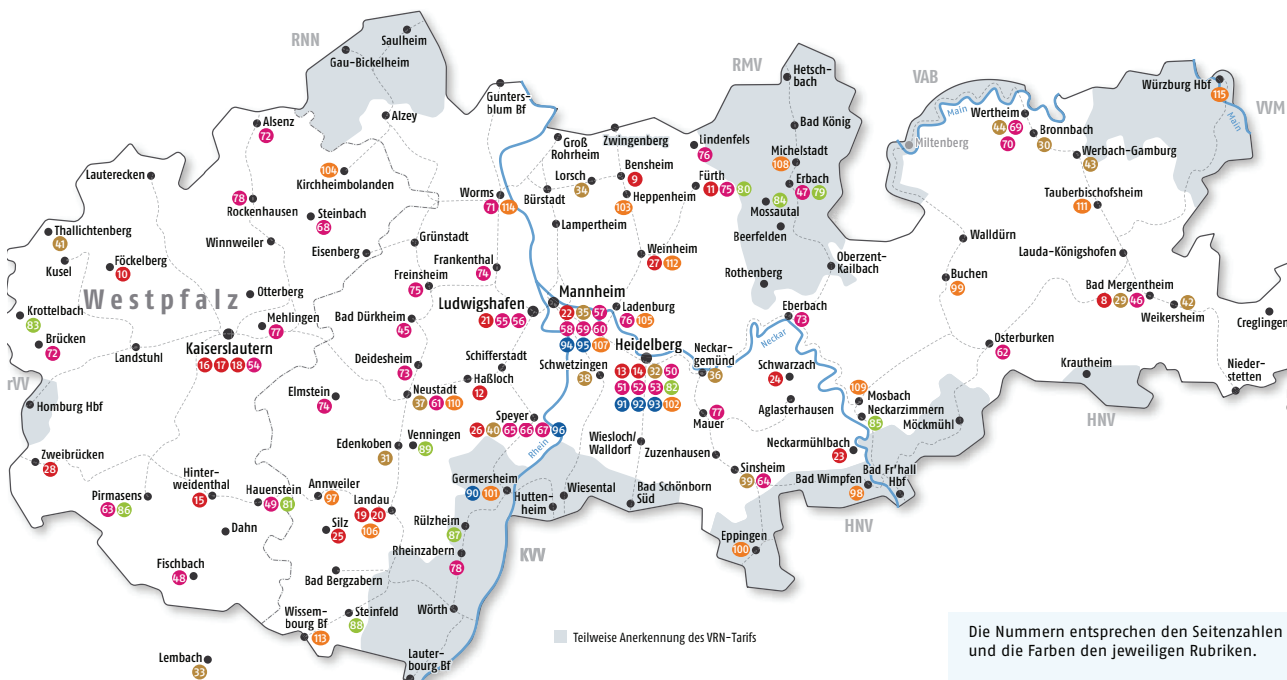 RNN
Saulheim
Gau-Bickelheim
RMV
Hetsch-
bach
VAB
Würzburg Hbf
115
VVM
Main
Main
Gunters-
blum Bf
Alsenz
72
Alzey
Zwingenberg
Groß
Rohrheim
Lindenfels
76
Bad König
Wertheim
44 69
70
Bronnbach
30
Miltenberg
Werbach-Gamburg
43
Bensheim
9
Michelstadt
108
Lauterecken
104
Kirchheimbolanden
Lorsch
34
Fürth
11 75 80
Erbach
47 79
Tauberbischofsheim
111
78
Rockenhausen
Worms
71 114
Bürstadt
Heppenheim
103
84
Mossautal
Steinbach
68
Lampertheim
Beerfelden
Thallichtenberg
41
Kusel
Winnweiler
Eisenberg
Grünstadt
Weinheim
27 112
Walldürn
Lauda-Königshofen
Föckelberg
10
Frankenthal
74
Freinsheim
75
Rothenberg
Oberzent-
Kailbach
Buchen
99
Bad Mergentheim
8 29 46
42
Weikersheim
Westpfalz
Otterberg
Ludwigshafen
21 55 56
Mannheim
22 35 57
58 59 60
94 95 107
Ladenburg
76 105
Eberbach
73
Creglingen
Krottelbach
83
Mehlingen
77
Bad Dürkheim
45
Brücken
72
Landstuhl
Kaiserslautern
16 17 18 54
Heidelberg
13 14 32 50
51 52 53 82
91 92 93 102
Neckar-
gemünd
36
Neckar
Osterburken
62
Deidesheim
73
Schifferstadt
Schwetzingen
38
Schwarzach
24
Krautheim
Nieder-
stetten
rVV
Homburg Hbf
Elmstein
74
Neustadt
37 61 110
Haßloch
12
Aglasterhausen
109
Mosbach
Neckarzimmern
85
Möckmühl
HNV
Speyer
26 40 65 66 67 96
77
Mauer
Edenkoben
31
Venningen
89
Rhein
Wiesloch/
Walldorf
Zuzenhausen
Neckarmühlbach
23
Zweibrücken
28
Hinter-
weidenthal
15
Pirmasens
63 86
Hauenstein
49 81
Annweiler
97
Landau
19 20
106
Germersheim
90 101
Hutten-
heim
Wiesental
Bad Schönborn
Süd
Sinsheim
39 64
Bad Wimpfen
98
Bad Fr'hall
Hbf
HNV
Dahn
Silz
25
Rülzheim
87
Eppingen
100
Fischbach
48
Rheinzabern
78
KVV
Bad Bergzabern
Wissem-
bourg Bf
113
Steinfeld
88
Wörth
Lauter-
bourg Bf
Lembach
33
Teilweise Anerkennung des VRN-Tarifs
Die Nummern entsprechen den Seitenzahlen
und die Farben den jeweiligen Rubriken.